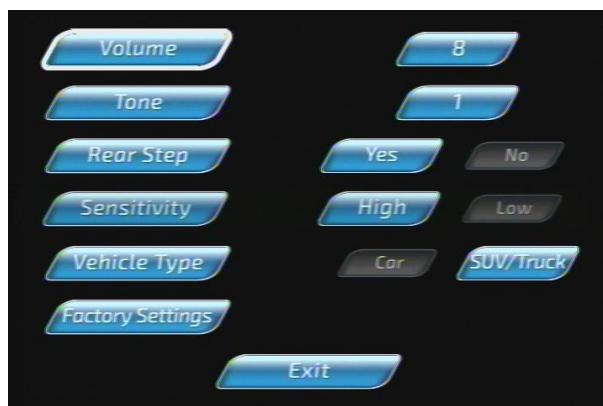 Volume 8
Tone 1
Rear Step Yes No
Sensitivity High Low
Vehicle Type Car SUV/Truck
Factory Settings
Exit